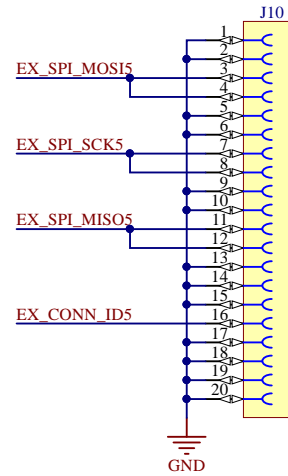 J10
1
2
EX_SPI_MOSI5 3
4
5
6
EX_SPI_SCK5 7
8
9
10
EX_SPI_MISO5 11
12
13
14
15
EX_CONN_ID5 16
17
18
19
20
GND